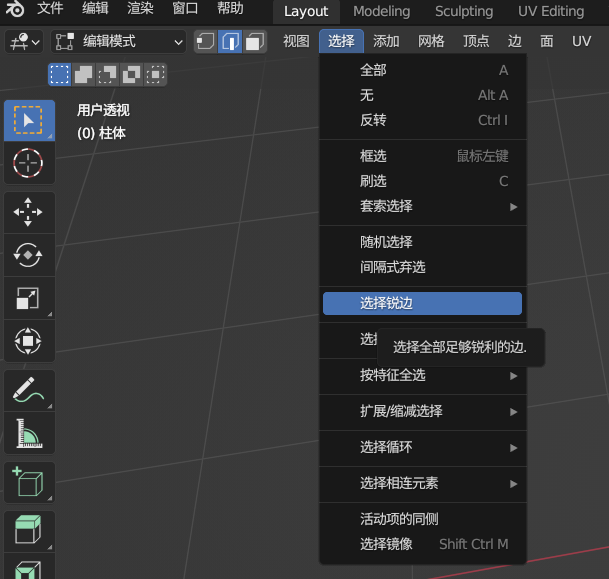 文件 编辑 渲染 窗口 帮助 Layout Modeling Sculpting UV Editing
编辑模式 视图 选择 添加 网格 顶点 边 面 UV
用户透视
(0) 柱体
全部 A
无 Alt A
反转 Ctrl I
框选 鼠标左键
刷选 C
套索选择
随机选择
间隔式弃选
选择锐边
选择全部足够锐利的边.
按特征全选
扩展/缩减选择
选择循环
选择相连元素
活动项的同侧
选择镜像 Shift Ctrl M